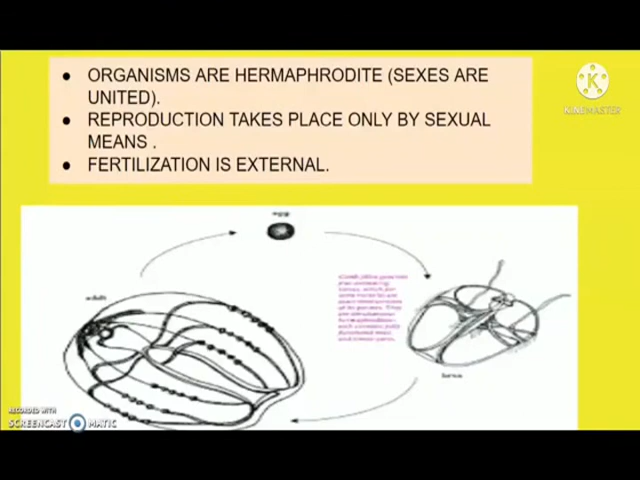 ● ORGANISMS ARE HERMAPHRODITE (SEXES ARE
UNITED).
● REPRODUCTION TAKES PLACE ONLY BY SEXUAL
MEANS .
● FERTILIZATION IS EXTERNAL.
K
KINEMASTER
egg
adult
larva
RECORDED WITH
SCREENCAST MATIC